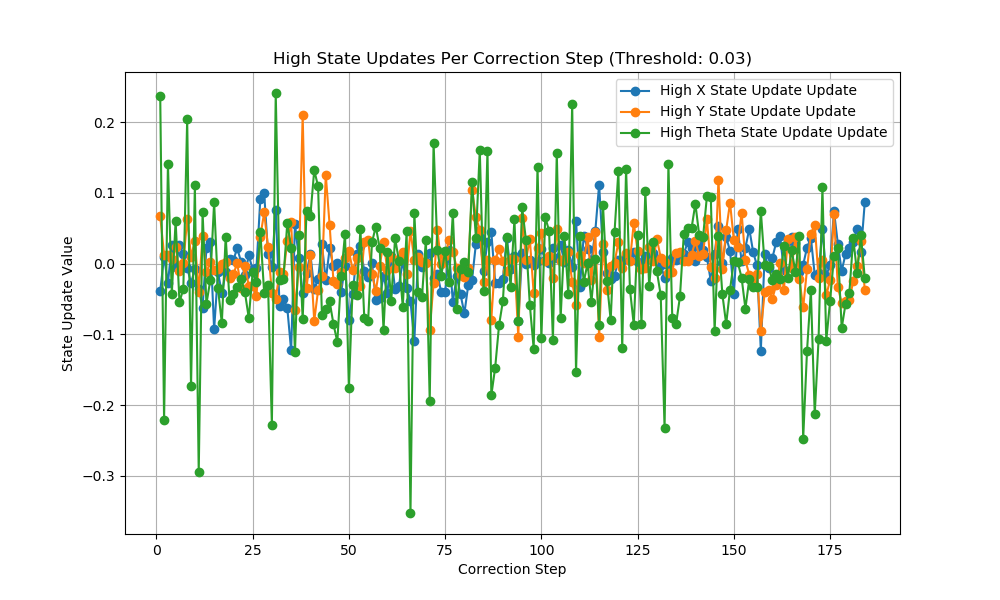 High State Updates Per Correction Step (Threshold: 0.03)
High X State Update Update
High Y State Update Update
High Theta State Update Update
State Update Value
0.2
0.1
0.0
−0.1
−0.2
−0.3
0 25 50 75 100 125 150 175
Correction Step